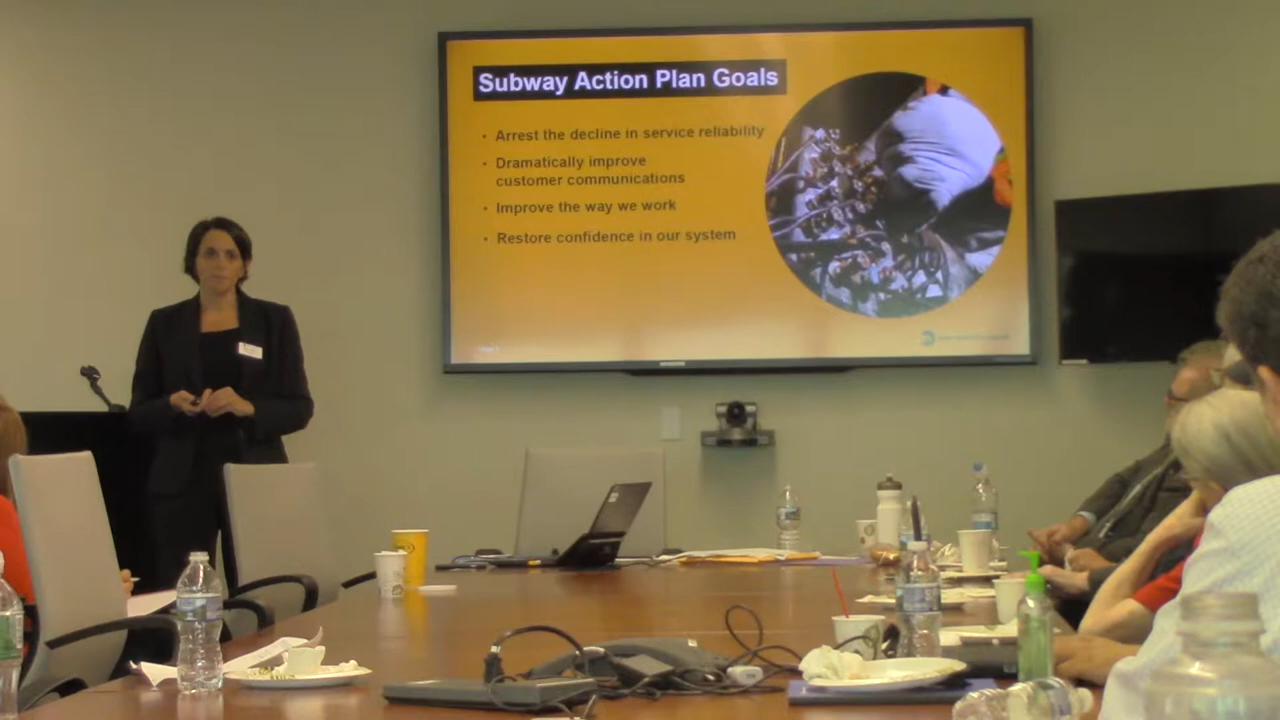 Subway Action Plan Goals
• Arrest the decline in service reliability
• Dramatically improve
customer communications
• Improve the way we work
• Restore confidence in our system